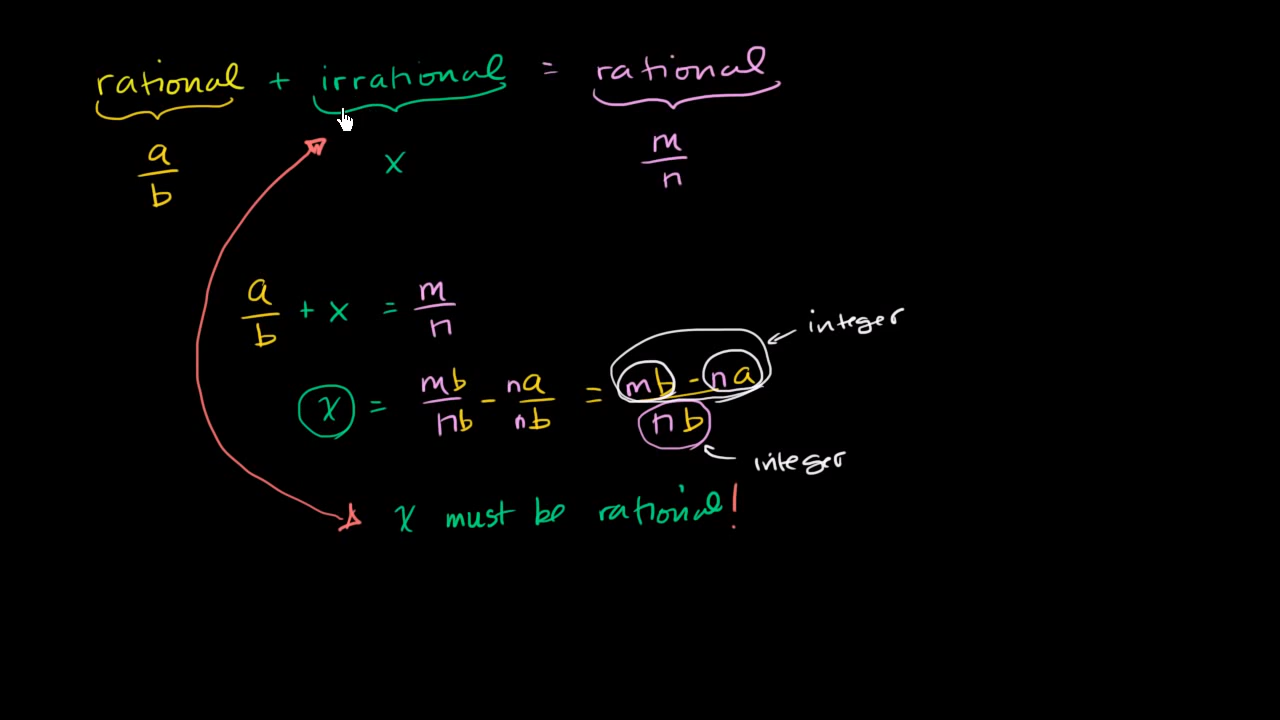 rational + irrational = rational
a/b x m/n
a/b + x = m/n
x = mb/nb - na/nb = (mb - na)/nb
integer
integer
x must be rational!